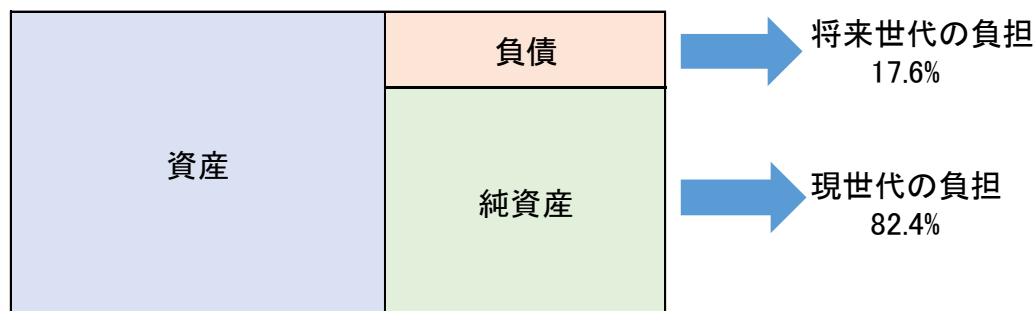 資産
負債
純資産
将来世代の負担
17.6%
現世代の負担
82.4%